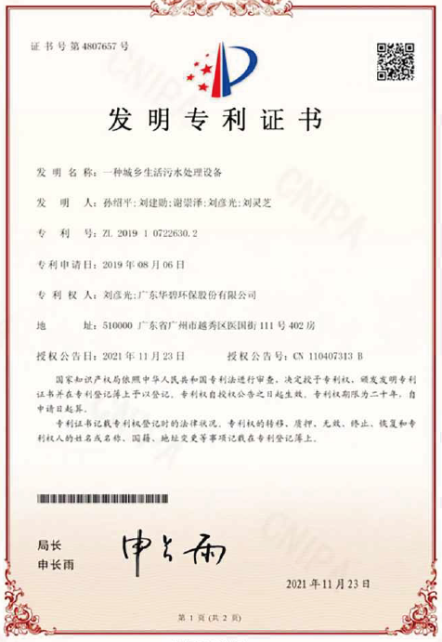 证书号第4807657号
发明专利证书
发明名称：一种城乡生活污水处理设备
发明人：孙绍平;刘建勋;谢崇泽;刘彦光;刘灵芝
专利号：ZL 2019 1 0722630.2
专利申请日：2019年08月06日
专利权人：刘彦光;广东华碧环保股份有限公司
地址：510000 广东省广州市越秀区医国街111号402房
授权公告日：2021年11月23日 授权公告号：CN 110407313 B
国家知识产权局依照中华人民共和国专利法进行审查，决定授予专利权，颁发发明专利
证书并在专利登记簿上予以登记。专利权自授权公告之日起生效。专利权期限为二十年，自
申请日起算。
专利证书记载专利权登记时的法律状况。专利权的转移、质押、无效、终止、恢复和专利
权人的姓名或名称、国籍、地址变更等事项记载在专利登记簿上。
局长
申长雨
申长雨
2021年11月23日
第1页(共2页)
CNIPA
CNIPA
CNIPA